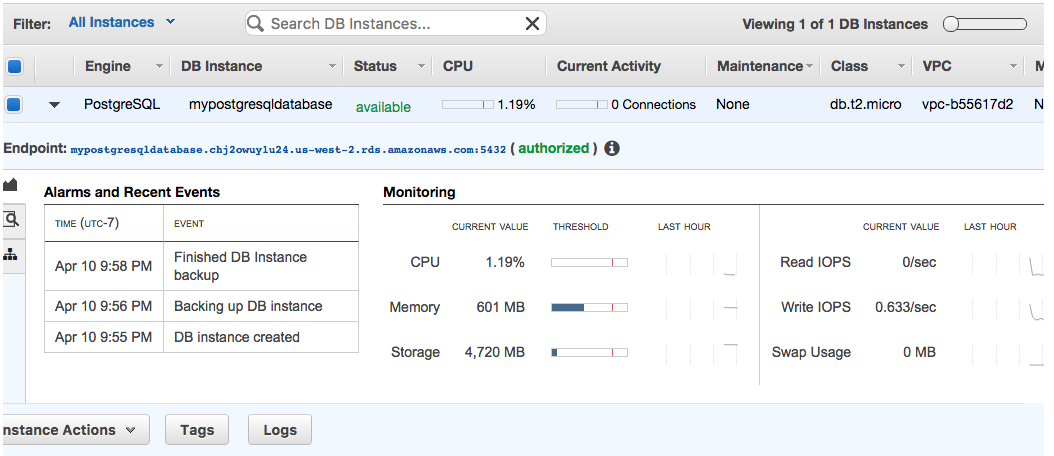 Filter: All Instances Search DB Instances... Viewing 1 of 1 DB Instances
Engine DB Instance Status CPU Current Activity Maintenance Class VPC M
PostgreSQL mypostgresqldatabase available 1.19% 0 Connections None db.t2.micro vpc-b55617d2 N
Endpoint: mypostgresqldatabase.chj2owuy1u24.us-west-2.rds.amazonaws.com:5432 ( authorized )
Alarms and Recent Events Monitoring
TIME (UTC-7) EVENT CURRENT VALUE THRESHOLD LAST HOUR CURRENT VALUE LAST HOUR
Apr 10 9:58 PM Finished DB Instance
backup
CPU 1.19% Read IOPS 0/sec
Apr 10 9:56 PM Backing up DB instance Memory 601 MB Write IOPS 0.633/sec
Apr 10 9:55 PM DB instance created
Storage 4,720 MB Swap Usage 0 MB
nstance Actions Tags Logs